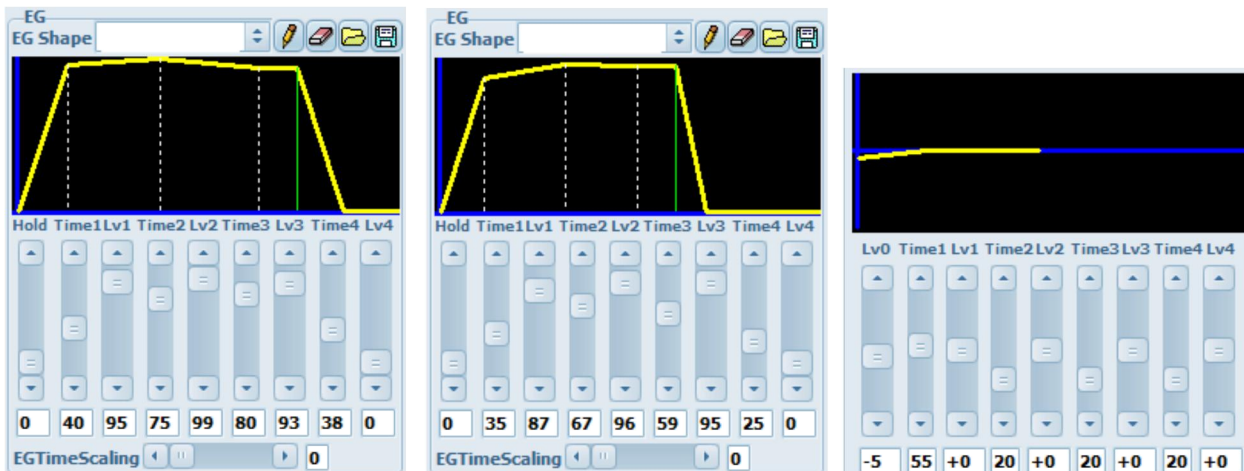 EG
EG Shape
Hold Time1 Lv1 Time2 Lv2 Time3 Lv3 Time4 Lv4
0 40 95 75 99 80 93 38 0
EGTimeScaling 0
EG
EG Shape
Hold Time1 Lv1 Time2 Lv2 Time3 Lv3 Time4 Lv4
0 35 87 67 96 59 95 25 0
EGTimeScaling 0
Lv0 Time1 Lv1 Time2 Lv2 Time3 Lv3 Time4 Lv4
-5 55 +0 20 +0 20 +0 20 +0